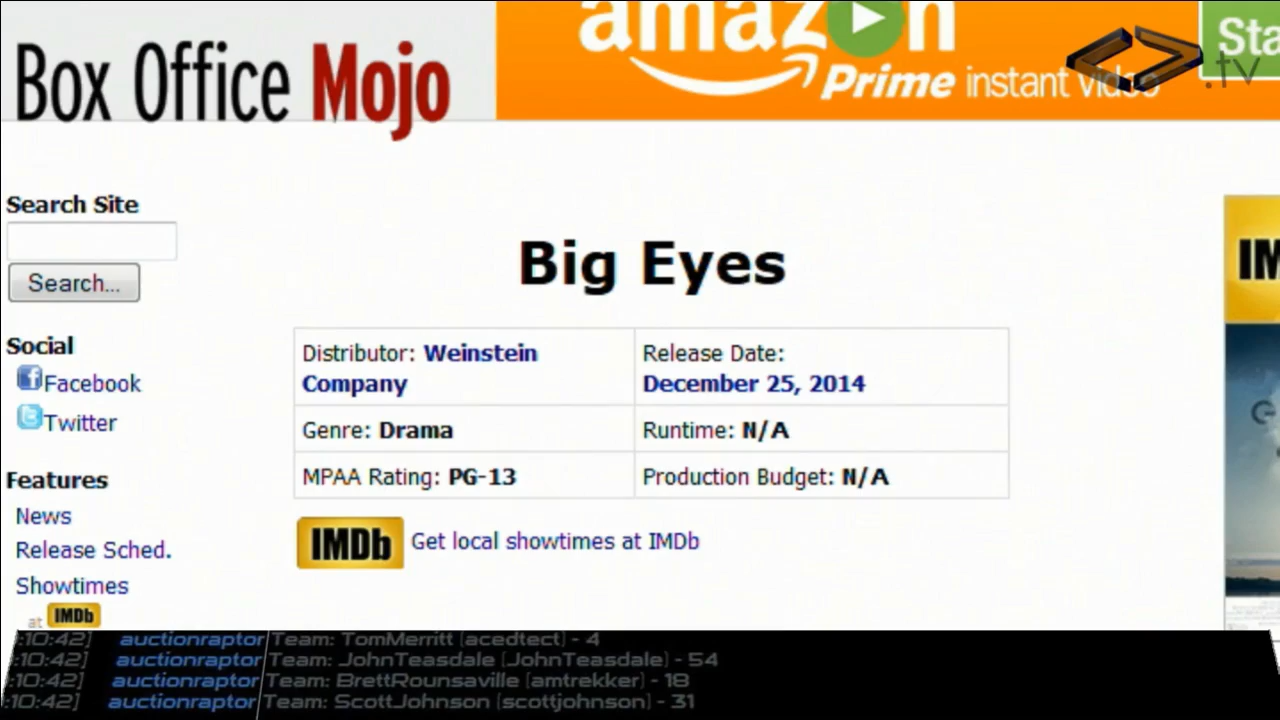 Box Office Mojo
amazon
Prime instant video
Sta
.tv
Search Site
Search...
Big Eyes
IM
Distributor: Weinstein Company
Release Date: December 25, 2014
Genre: Drama
Runtime: N/A
MPAA Rating: PG-13
Production Budget: N/A
Social
Facebook
Twitter
Features
News
Release Sched.
Showtimes
at IMDb
IMDb Get local showtimes at IMDb
:10:42] auctionraptor Team: TomMerritt [acedtect] - 4
:10:42] auctionraptor Team: JohnTeasdale [JohnTeasdale] - 54
:10:42] auctionraptor Team: BrettRounsaville [amtrekker] - 18
:10:42] auctionraptor Team: ScottJohnson [scottjohnson] - 31